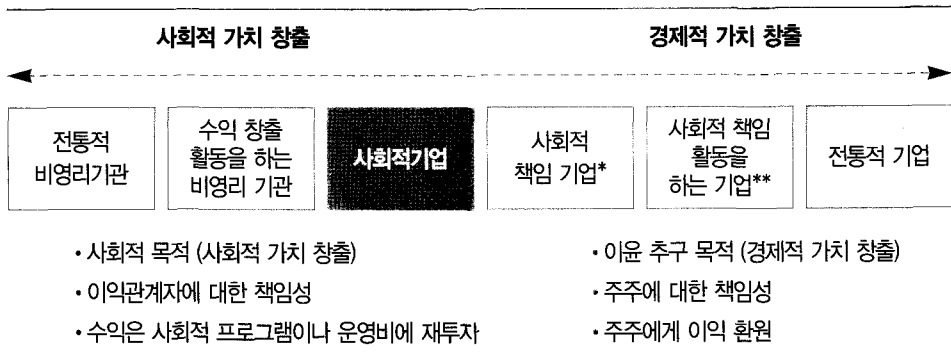 사회적 가치 창출
경제적 가치 창출
전통적
비영리기관
수익 창출
활동을 하는
비영리 기관
사회적기업
사회적
책임 기업*
사회적 책임
활동을
하는 기업**
전통적 기업
• 사회적 목적 (사회적 가치 창출)
• 이익관계자에 대한 책임성
• 수익은 사회적 프로그램이나 운영비에 재투자
• 이윤 추구 목적 (경제적 가치 창출)
• 주주에 대한 책임성
• 주주에게 이익 환원